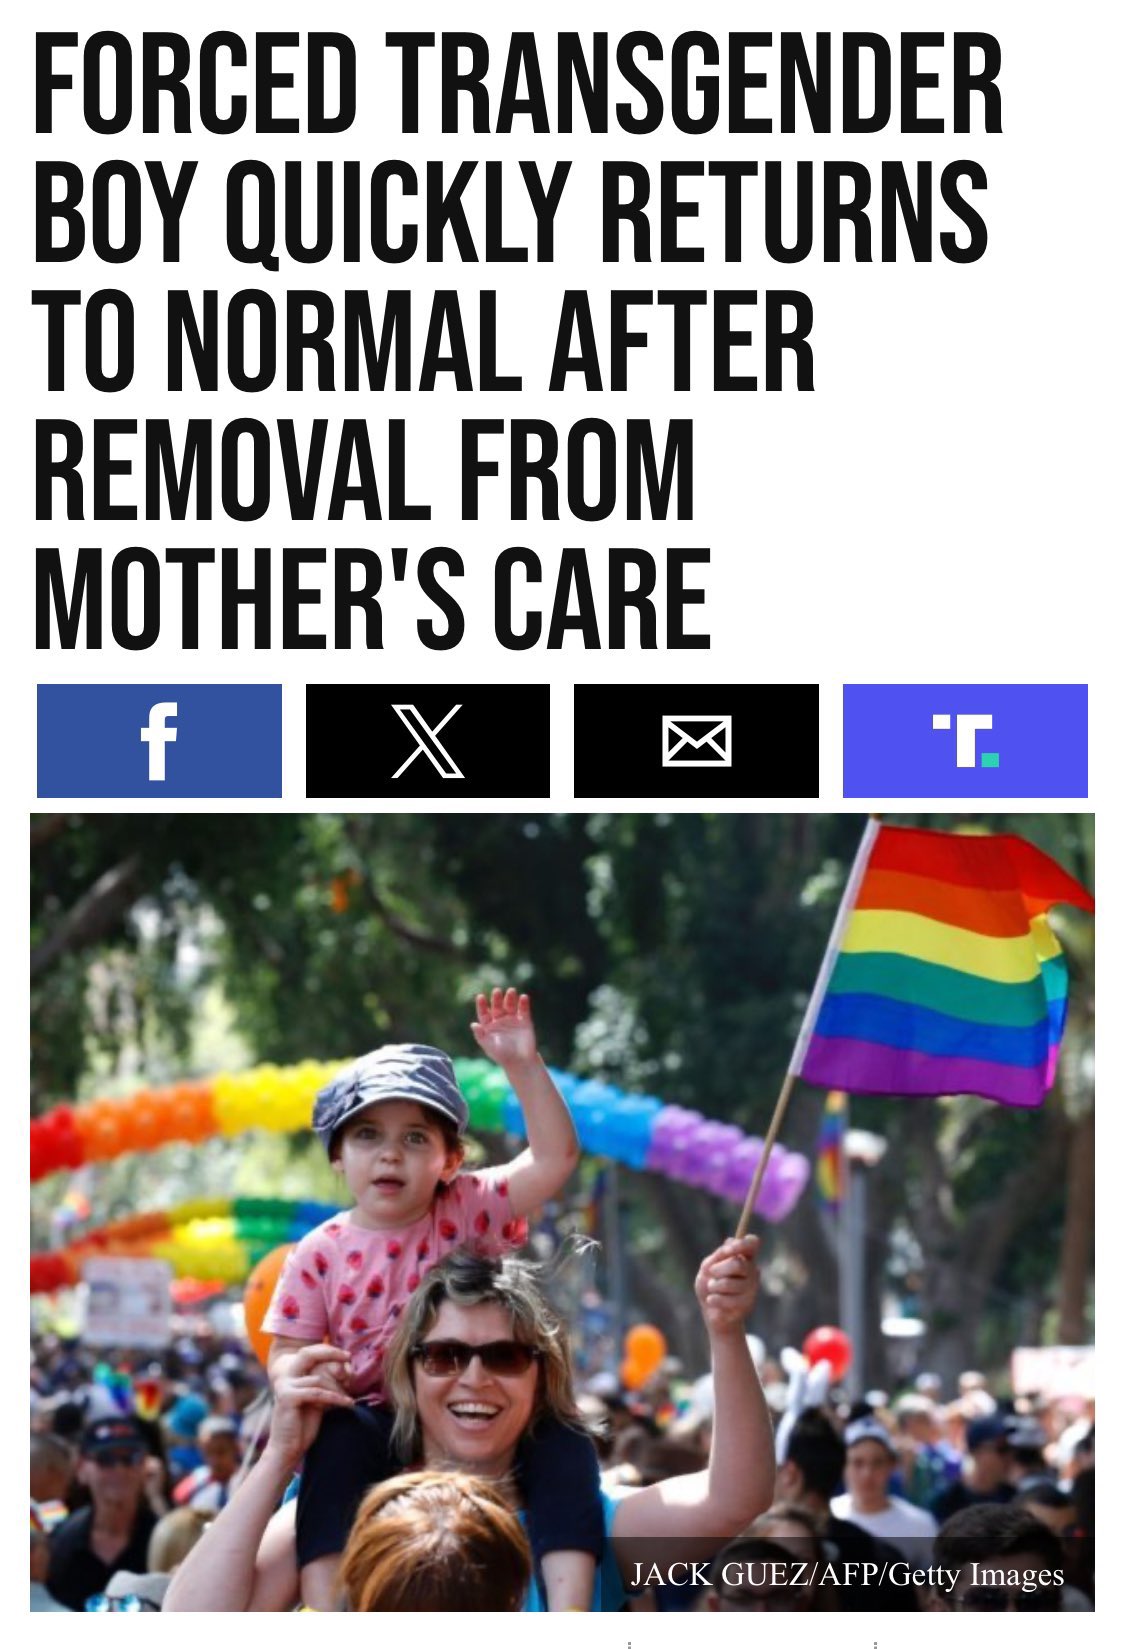 FORCED TRANSGENDER
BOY QUICKLY RETURNS
TO NORMAL AFTER
REMOVAL FROM
MOTHER'S CARE
f
X
T.
JACK GUEZ/AFP/Getty Images